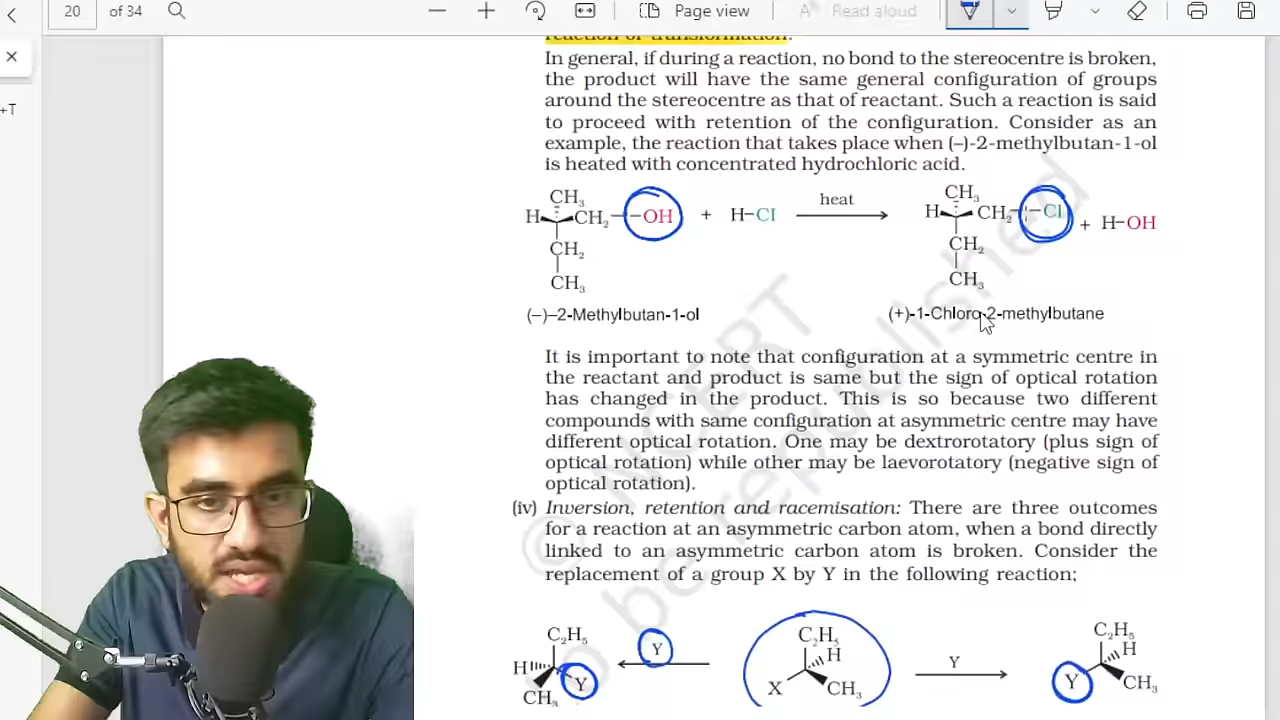 20 of 34
Page view
Read aloud
+T
reaction or transformation.
In general, if during a reaction, no bond to the stereocentre is broken,
the product will have the same general configuration of groups
around the stereocentre as that of reactant. Such a reaction is said
to proceed with retention of the configuration. Consider as an
example, the reaction that takes place when (–)-2-methylbutan-1-ol
is heated with concentrated hydrochloric acid.
CH₃
H CH₂ –OH + H–Cl heat
CH₂
CH₃
CH₃
H CH₂ –Cl + H–OH
CH₂
CH₃
(–)–2-Methylbutan-1-ol
(+)-1-Chloro-2-methylbutane
It is important to note that configuration at a symmetric centre in
the reactant and product is same but the sign of optical rotation
has changed in the product. This is so because two different
compounds with same configuration at asymmetric centre may have
different optical rotation. One may be dextrorotatory (plus sign of
optical rotation) while other may be laevorotatory (negative sign of
optical rotation).
(iv) Inversion, retention and racemisation: There are three outcomes
for a reaction at an asymmetric carbon atom, when a bond directly
linked to an asymmetric carbon atom is broken. Consider the
replacement of a group X by Y in the following reaction;
C₂H₅
H Y
CH₃
Y
C₂H₅
H
X CH₃
Y
C₂H₅
H
Y CH₃
© NCERT
be republished